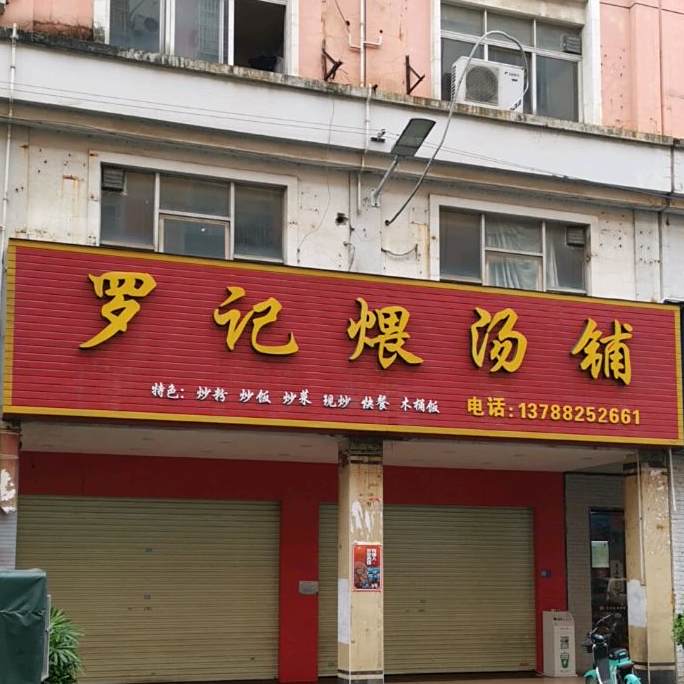 罗记煨汤铺
特色：炒粉 炒饭 炒菜 现炒 快餐 木桶饭
电话：13788252661